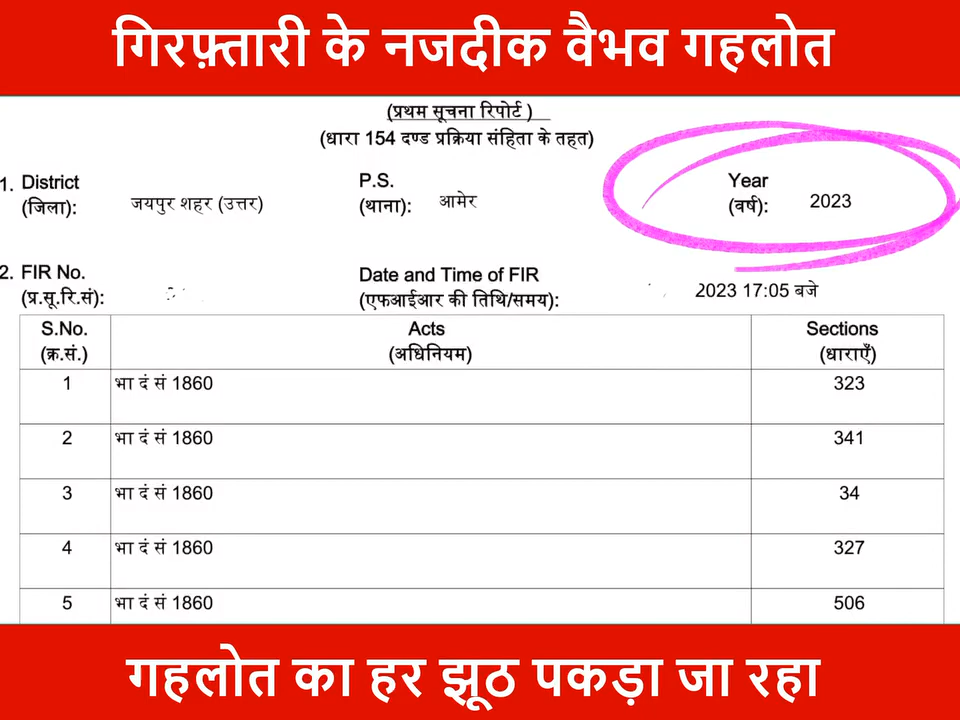 गिरफ़्तारी के नजदीक वैभव गहलोत
(प्रथम सूचना रिपोर्ट )
(धारा 154 दण्ड प्रक्रिया संहिता के तहत)
1. District (जिला): जयपुर शहर (उत्तर) P.S. (थाना): आमेर Year (वर्ष): 2023
2. FIR No. (प्र.सू.रि.सं): Date and Time of FIR (एफआईआर की तिथि/समय): 2023 17:05 बजे
S.No. (क्र.सं.) Acts (अधिनियम) Sections (धाराएँ)
1 भा दं सं 1860 323
2 भा दं सं 1860 341
3 भा दं सं 1860 34
4 भा दं सं 1860 327
5 भा दं सं 1860 506
गहलोत का हर झूठ पकड़ा जा रहा